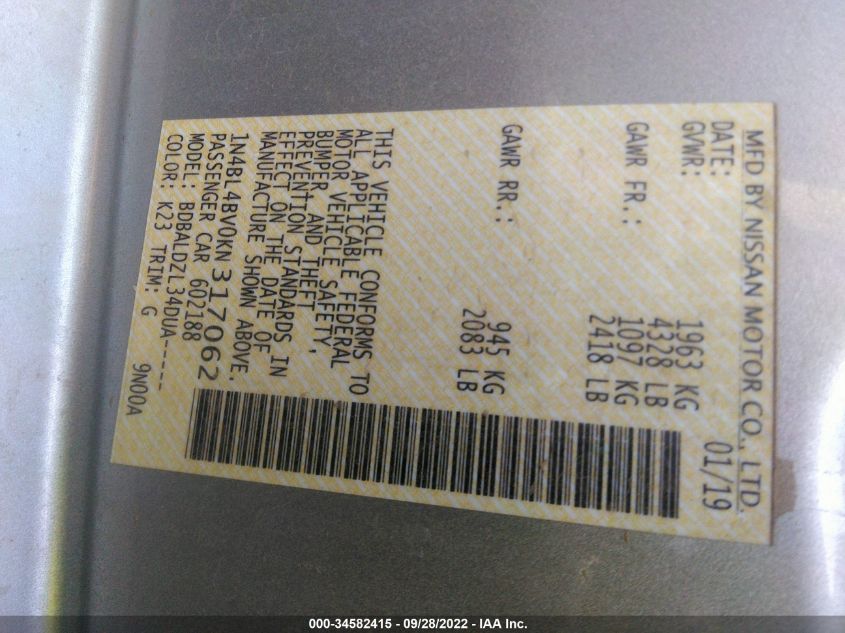 MFD BY NISSAN MOTOR CO., LTD.
DATE: 01/19
GVWR: 1963 KG
4328 LB
GAWR FR.: 1097 KG
2418 LB
GAWR RR.: 945 KG
2083 LB
THIS VEHICLE CONFORMS TO
ALL APPLICABLE FEDERAL
MOTOR VEHICLE SAFETY,
BUMPER, AND THEFT
PREVENTION STANDARDS IN
EFFECT ON THE DATE OF
MANUFACTURE SHOWN ABOVE.
1N4BL4BV0KN317062
PASSENGER CAR 602188
MODEL: BDBALDZL34DUA-----
COLOR: K23 TRIM: G 9N00A
000-34582415 - 09/28/2022 - IAA Inc.